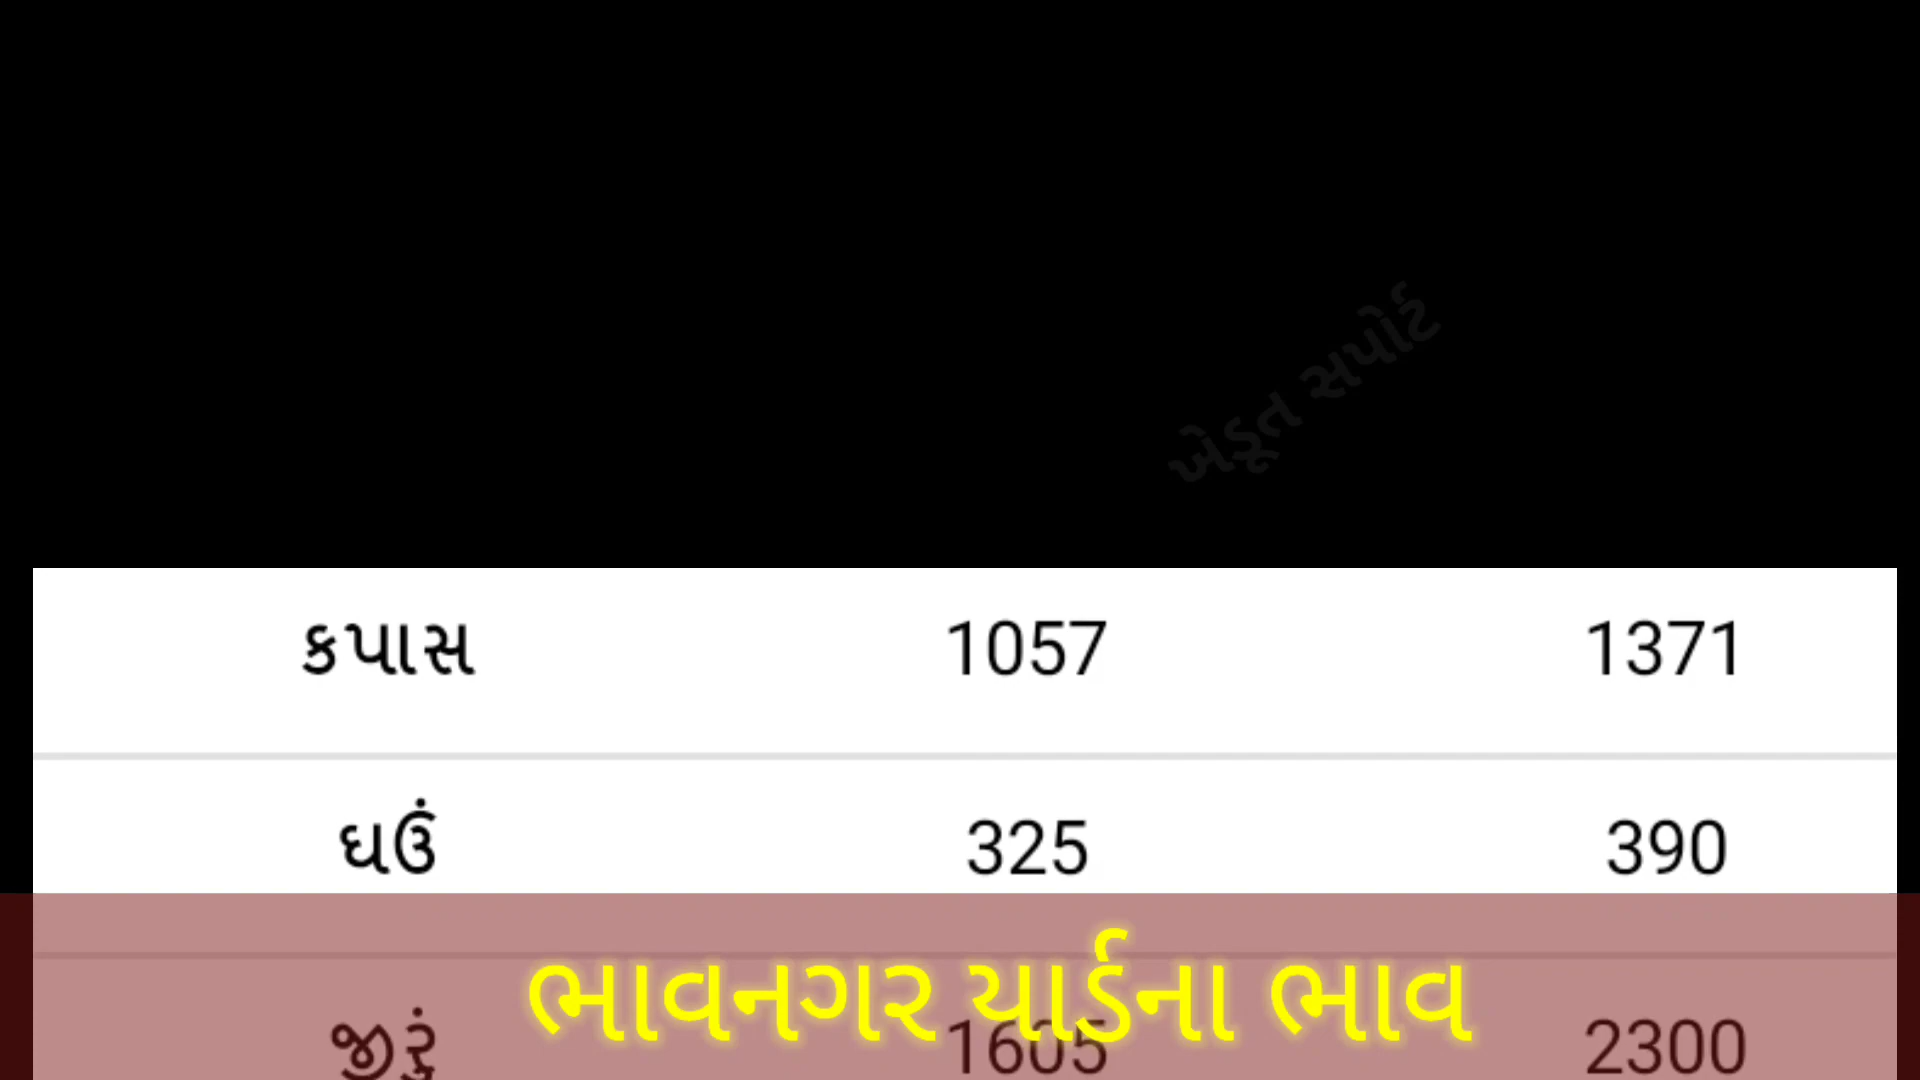 ખેડૂત સપોર્ટ
કપાસ 1057 1371
ઘઉં 325 390
ભાવનગર યાર્ડના ભાવ
જીરું 1605 2300